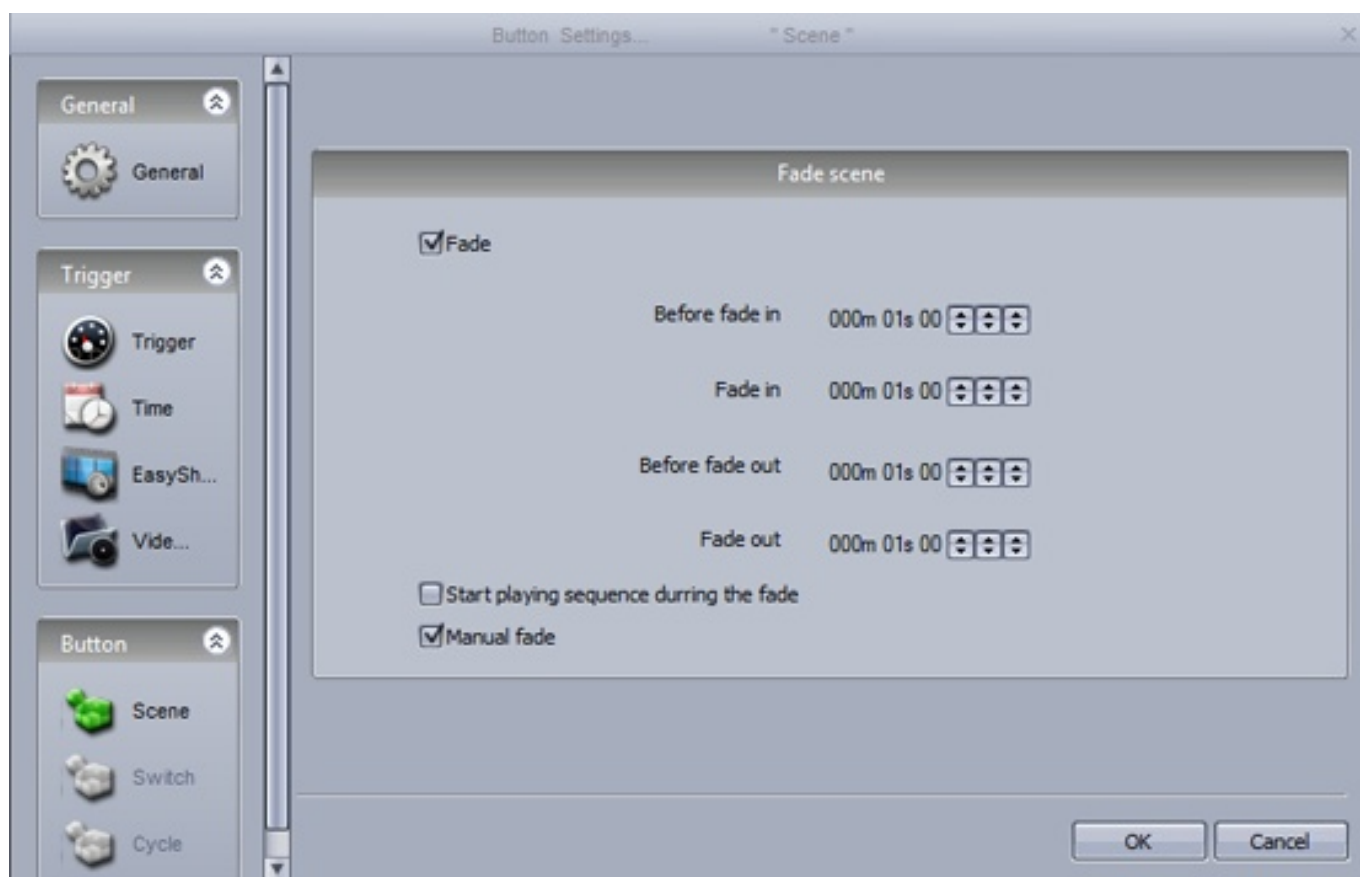 Button Settings... "Scene"
General
General
Trigger
Trigger
Time
EasySh...
Vide...
Button
Scene
Switch
Cycle
Fade scene
Fade
Before fade in 000m 01s 00
Fade in 000m 01s 00
Before fade out 000m 01s 00
Fade out 000m 01s 00
Start playing sequence durring the fade
Manual fade
OK Cancel